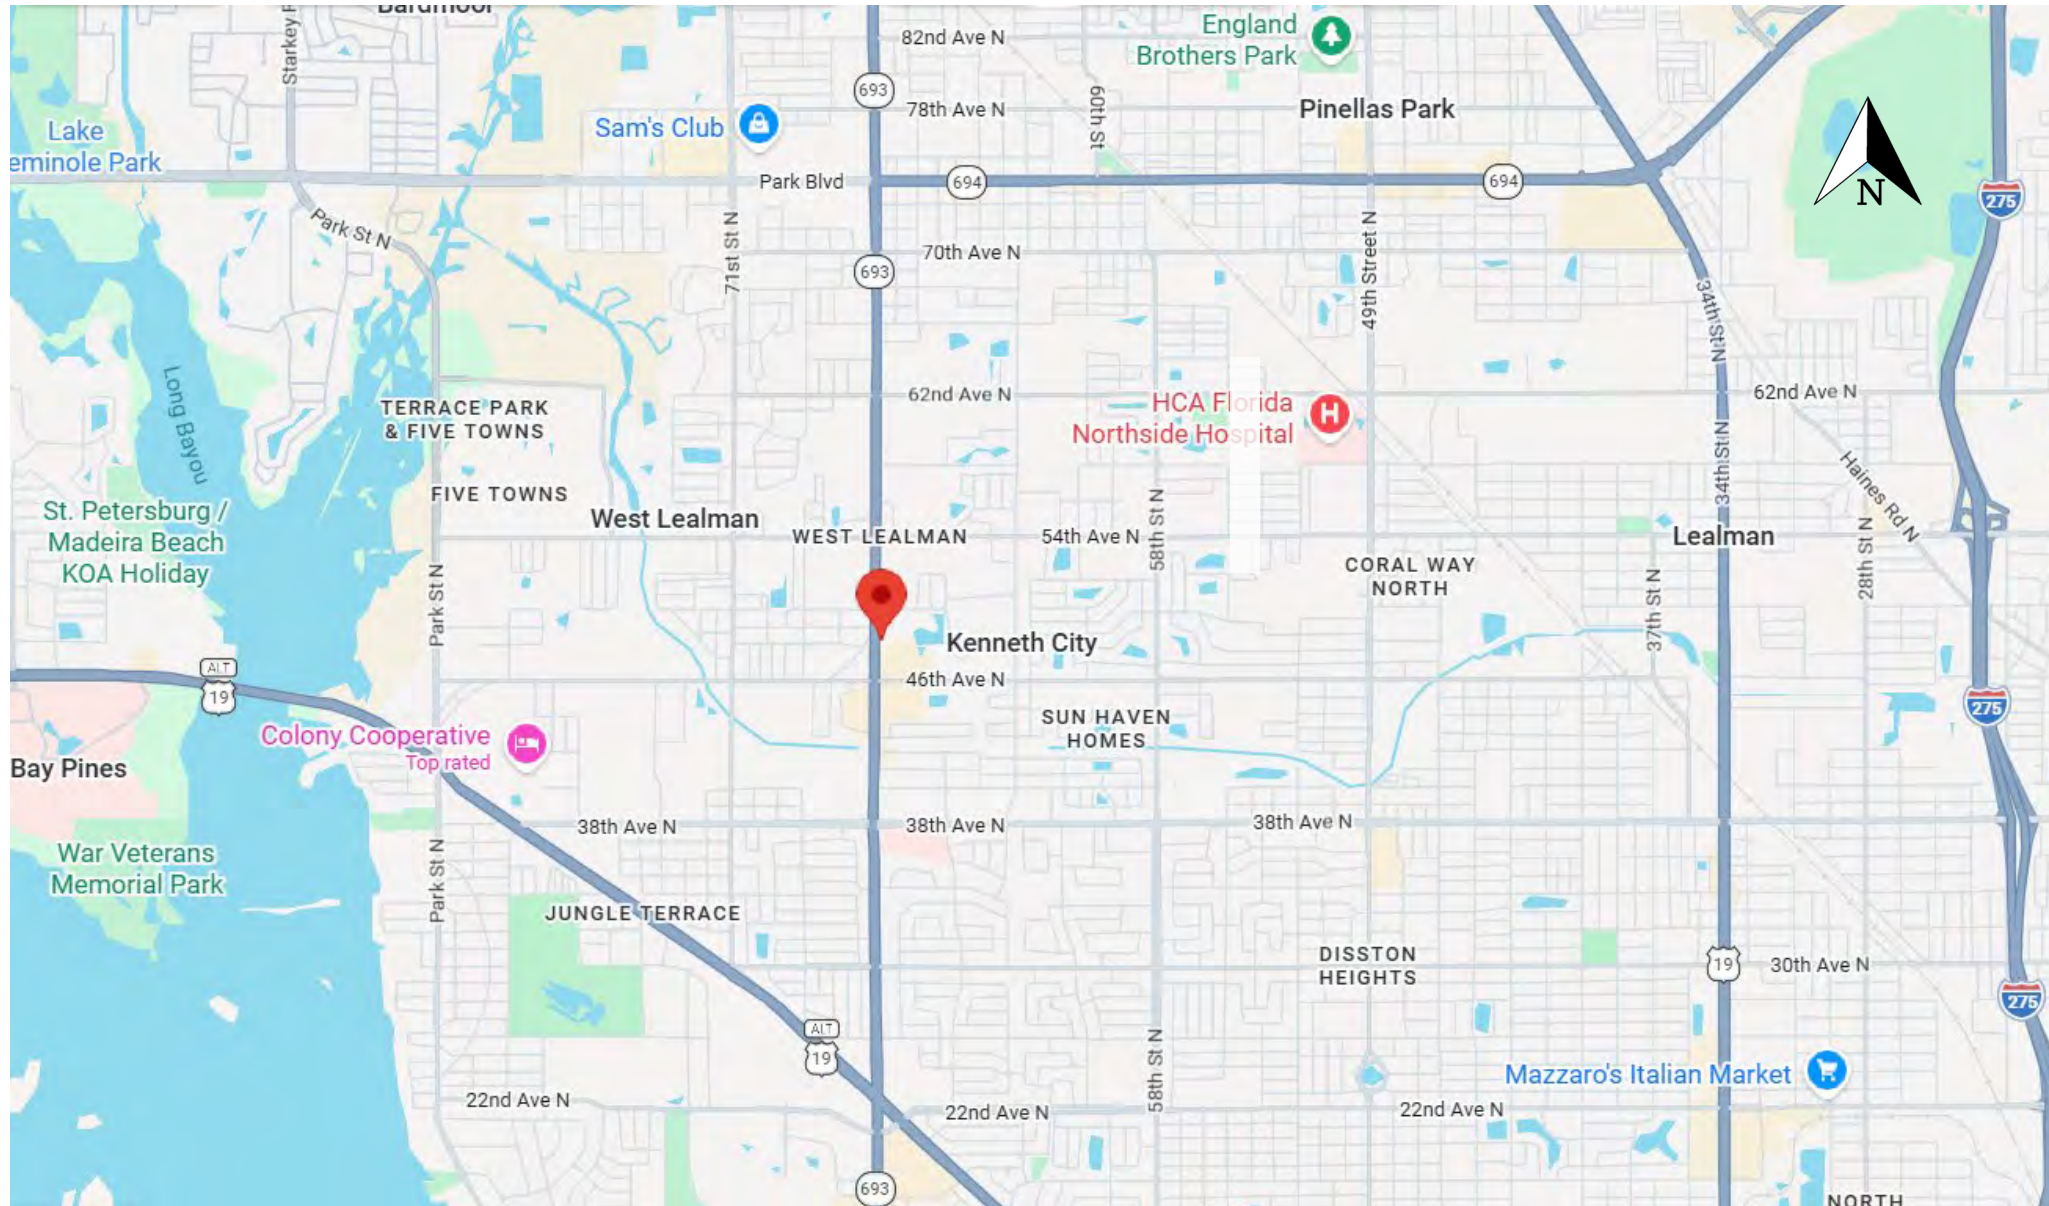 Bardmoor
Starkey R
82nd Ave N
England
Brothers Park
693
60th St
78th Ave N
Pinellas Park
Sam's Club
Lake
eminole Park
Park Blvd
694
694
N
275
Park St N
71st St N
70th Ave N
693
49th Street N
34th St N
Long Bayou
TERRACE PARK
& FIVE TOWNS
62nd Ave N
HCA Florida
Northside Hospital
H
62nd Ave N
34th St N
Haines Rd N
FIVE TOWNS
St. Petersburg /
Madeira Beach
KOA Holiday
West Lealman
WEST LEALMAN
54th Ave N
58th St N
Lealman
28th St N
CORAL WAY
NORTH
Park St N
37th St N
Kenneth City
ALT
19
46th Ave N
275
SUN HAVEN
HOMES
Colony Cooperative
Top rated
Bay Pines
38th Ave N
38th Ave N
38th Ave N
War Veterans
Memorial Park
Park St N
JUNGLE TERRACE
DISSTON
HEIGHTS
19
30th Ave N
275
ALT
19
58th St N
Mazzaro's Italian Market
22nd Ave N
22nd Ave N
22nd Ave N
693
NORTH